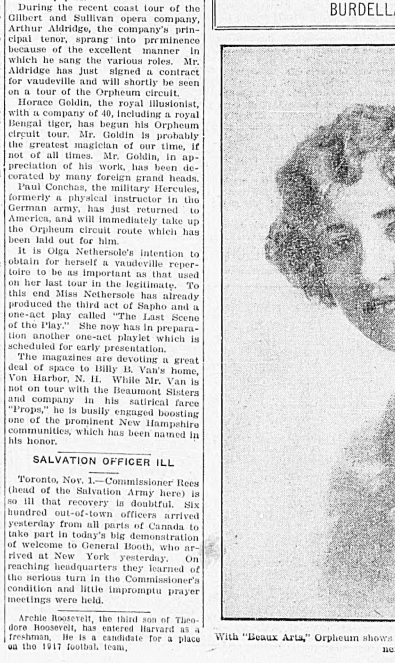 During the recent coast tour of the
Gilbert and Sullivan opera company,
Arthur Aldridge, the company's prin-
cipal tenor, sprang into prominence
because of the excellent manner in
which he sang the various roles. Mr.
Aldridge has just signed a contract
for vaudeville and will shortly be seen
on a tour of the Orpheum circuit.
Horace Goldin, the royal illusionist,
with a company of 40, including a royal
Bengal tiger, has begun his Orpheum
circuit tour. Mr. Goldin is probably
the greatest magician of our time, if
not of all times. Mr. Goldin, in ap-
preciation of his work, has been de-
corated by many foreign grand heads.
Paul Conchas, the military Hercules,
formerly a physical instructor in the
German army, has just returned to
America, and will immediately take up
the Orpheum circuit route which has
been laid out for him.
It is Olga Nethersole's intention to
obtain for herself a vaudeville reper-
toire to be as important as that used
on her last tour in the legitimate. To
this end Miss Nethersole has already
produced the third act of Sapho and a
one-act play called "The Last Scene
of the Play." She now has in prepara-
tion another one-act playlet which is
scheduled for early presentation.
The magazines are devoting a great
deal of space to Billy B. Van's home,
Von Harbor, N. H. While Mr. Van is
not on tour with the Beaumont Sisters
and company in his satirical farce
"Props," he is busily engaged boosting
one of the prominent New Hampshire
communities, which has been named in
his honor.
SALVATION OFFICER ILL
Toronto, Nov. 1.—Commissioner Rees
(head of the Salvation Army here) is
so ill that recovery is doubtful. Six
hundred out-of-town officers arrived
yesterday from all parts of Canada to
take part in today's big demonstration
of welcome to General Booth, who ar-
rived at New York yesterday. On
reaching headquarters they learned of
the serious turn in the Commissioner's
condition and little impromptu prayer
meetings were held.
Archie Roosevelt, the third son of Theo-
dore Roosevelt, has entered Harvard as a
freshman. He is a candidate for a place
on the 1917 football team.
BURDELLA
With "Beaux Arts," Orpheum shows